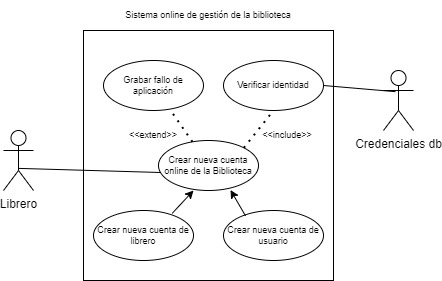 Sistema online de gestión de la biblioteca
Grabar fallo de
aplicación
Verificar identidad
<<extend>>
<<include>>
Credenciales db
Crear nueva cuenta
online de la Biblioteca
Librero
Crear nueva cuenta de
librero
Crear nueva cuenta de
usuario